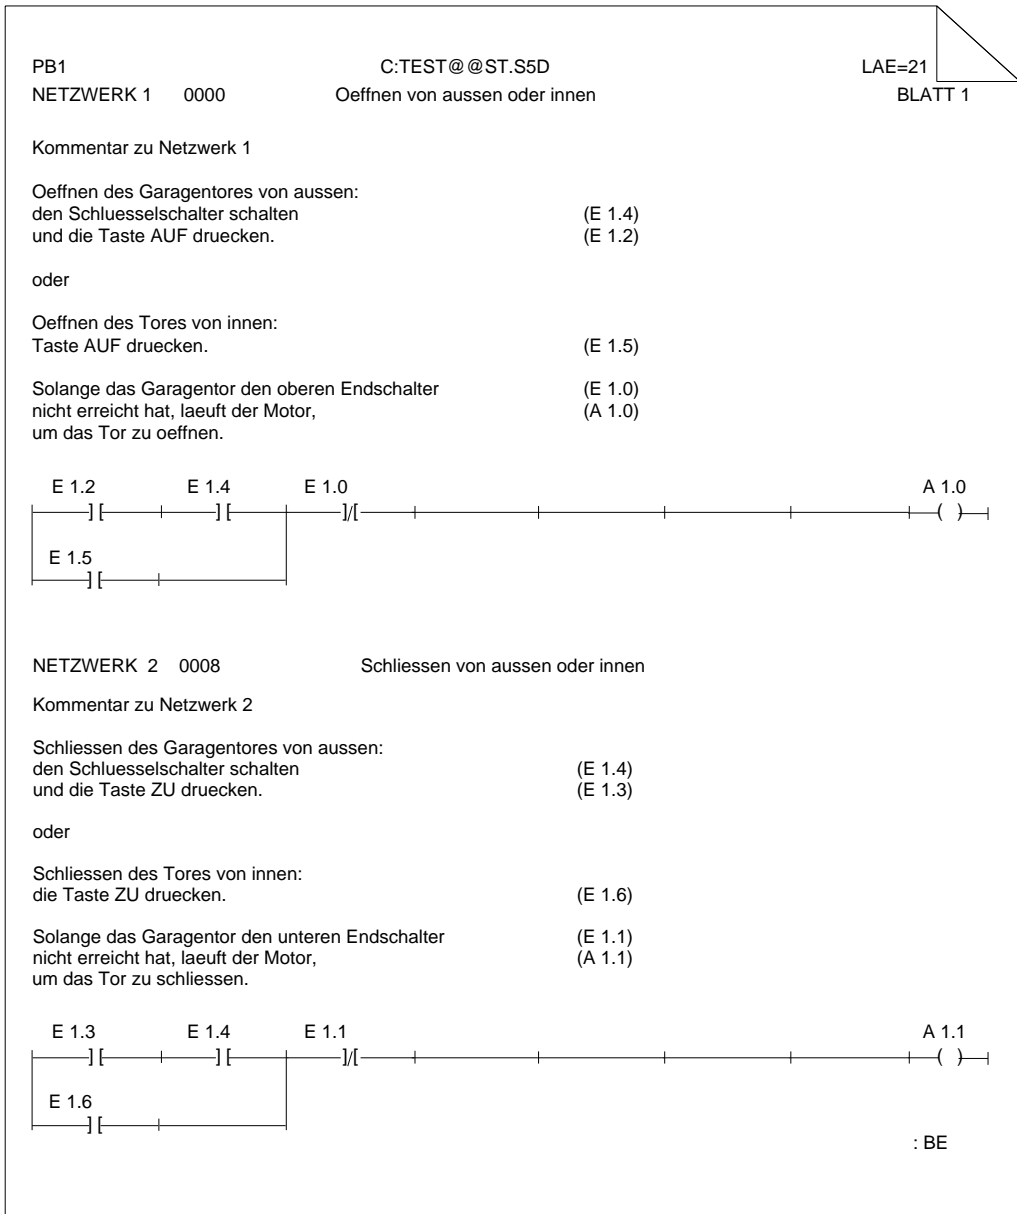 PB1 C:TEST@@ST.S5D LAE=21
NETZWERK 1 0000 Oeffnen von aussen oder innen BLATT 1
Kommentar zu Netzwerk 1
Oeffnen des Garagentores von aussen:
den Schluesselschalter schalten (E 1.4)
und die Taste AUF druecken. (E 1.2)
oder
Oeffnen des Tores von innen:
Taste AUF druecken. (E 1.5)
Solange das Garagentor den oberen Endschalter (E 1.0)
nicht erreicht hat, laeuft der Motor, (A 1.0)
um das Tor zu oeffnen.
E 1.2 E 1.4 E 1.0 A 1.0
] [ ] [ ]/[ ( )
E 1.5
] [
NETZWERK 2 0008 Schliessen von aussen oder innen
Kommentar zu Netzwerk 2
Schliessen des Garagentores von aussen:
den Schluesselschalter schalten (E 1.4)
und die Taste ZU druecken. (E 1.3)
oder
Schliessen des Tores von innen:
die Taste ZU druecken. (E 1.6)
Solange das Garagentor den unteren Endschalter (E 1.1)
nicht erreicht hat, laeuft der Motor, (A 1.1)
um das Tor zu schliessen.
E 1.3 E 1.4 E 1.1 A 1.1
] [ ] [ ]/[ ( )
E 1.6
] [
: BE